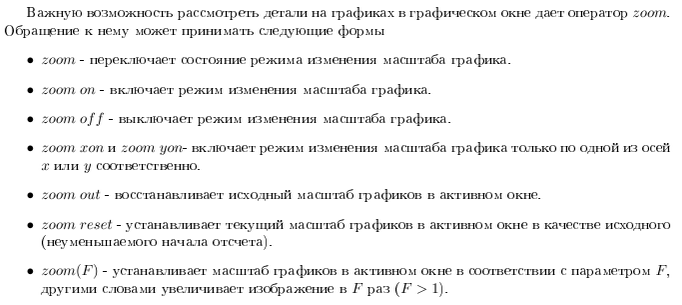 Важную возможность рассмотреть детали на графиках в графическом окне дает оператор zoom.
Обращение к нему может принимать следующие формы
• zoom - переключает состояние режима изменения масштаба графика.
• zoom on - включает режим изменения масштаба графика.
• zoom off - выключает режим изменения масштаба графика.
• zoom xon и zoom yon- включает режим изменения масштаба графика только по одной из осей
x или y соответственно.
• zoom out - восстанавливает исходный масштаб графиков в активном окне.
• zoom reset - устанавливает текущий масштаб графиков в активном окне в качестве исходного
(неуменьшаемого начала отсчета).
• zoom(F) - устанавливает масштаб графиков в активном окне в соответствии с параметром F,
другими словами увеличивает изображение в F раз (F > 1).